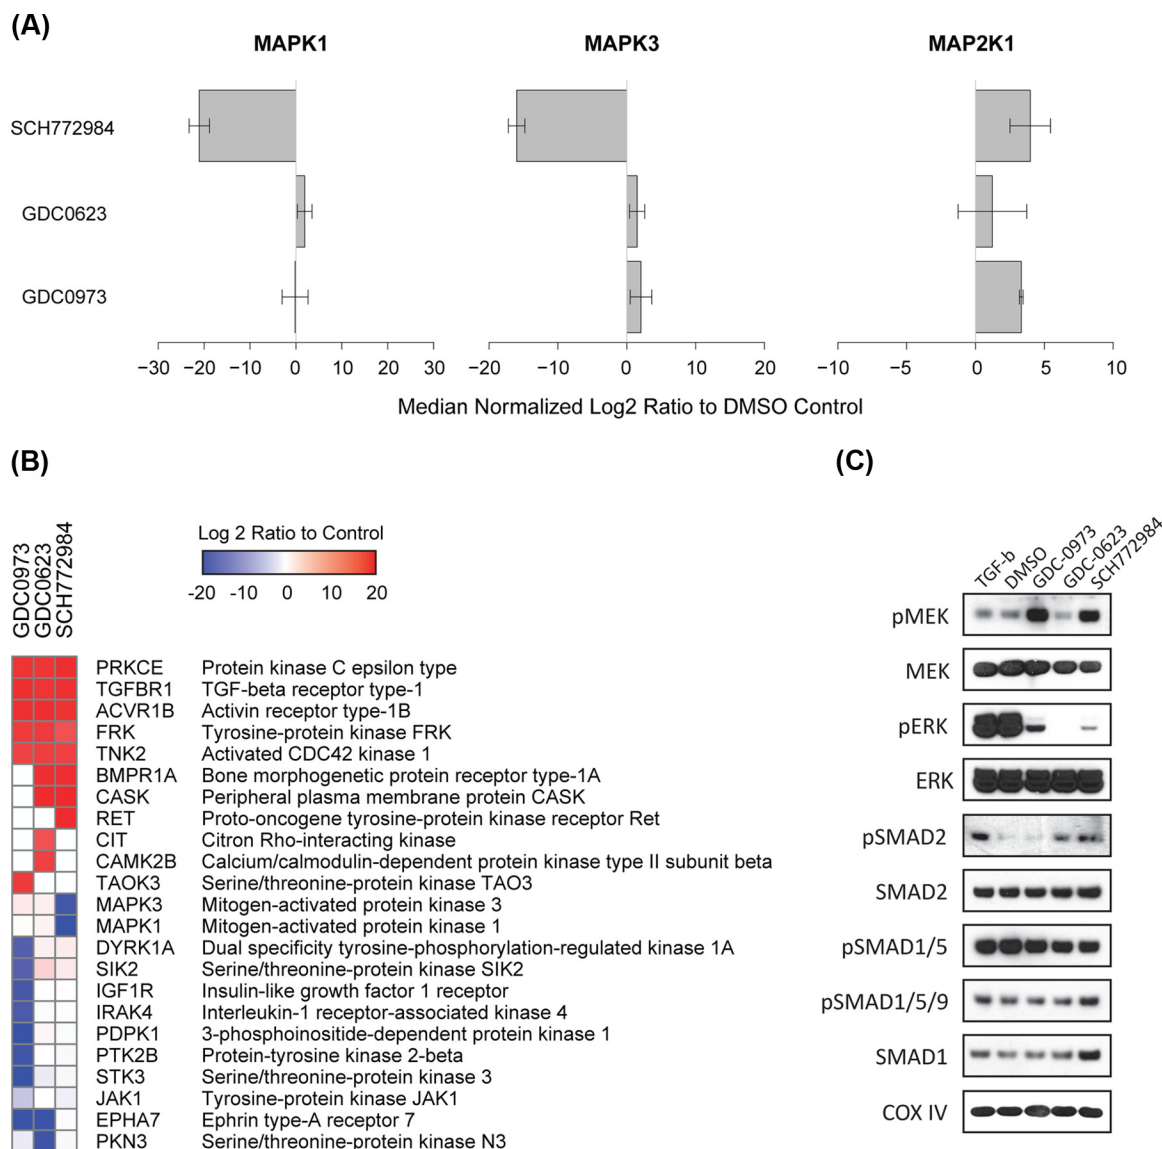 (A)
MAPK1 MAPK3 MAP2K1
SCH772984
GDC0623
GDC0973
−30 −20 −10 0 10 20 30 −20 −10 0 10 20 −10 −5 0 5 10
Median Normalized Log2 Ratio to DMSO Control
(B)
GDC0973 GDC0623 SCH772984
Log 2 Ratio to Control
-20 -10 0 10 20
PRKCE Protein kinase C epsilon type
TGFBR1 TGF-beta receptor type-1
ACVR1B Activin receptor type-1B
FRK Tyrosine-protein kinase FRK
TNK2 Activated CDC42 kinase 1
BMPR1A Bone morphogenetic protein receptor type-1A
CASK Peripheral plasma membrane protein CASK
RET Proto-oncogene tyrosine-protein kinase receptor Ret
CIT Citron Rho-interacting kinase
CAMK2B Calcium/calmodulin-dependent protein kinase type II subunit beta
TAOK3 Serine/threonine-protein kinase TAO3
MAPK3 Mitogen-activated protein kinase 3
MAPK1 Mitogen-activated protein kinase 1
DYRK1A Dual specificity tyrosine-phosphorylation-regulated kinase 1A
SIK2 Serine/threonine-protein kinase SIK2
IGF1R Insulin-like growth factor 1 receptor
IRAK4 Interleukin-1 receptor-associated kinase 4
PDPK1 3-phosphoinositide-dependent protein kinase 1
PTK2B Protein-tyrosine kinase 2-beta
STK3 Serine/threonine-protein kinase 3
JAK1 Tyrosine-protein kinase JAK1
EPHA7 Ephrin type-A receptor 7
PKN3 Serine/threonine-protein kinase N3
(C)
TGF-b DMSO GDC-0973 GDC-0623 SCH772984
pMEK
MEK
pERK
ERK
pSMAD2
SMAD2
pSMAD1/5
pSMAD1/5/9
SMAD1
COX IV